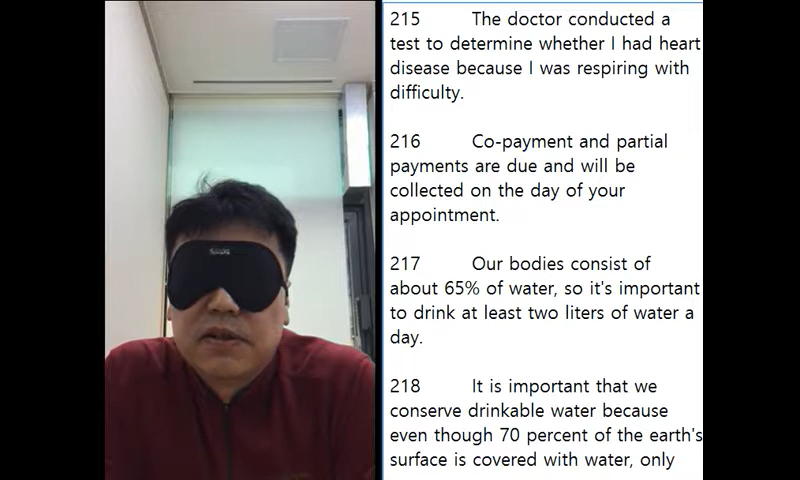 215 The doctor conducted a
test to determine whether I had heart
disease because I was respiring with
difficulty.
216 Co-payment and partial
payments are due and will be
collected on the day of your
appointment.
217 Our bodies consist of
about 65% of water, so it's important
to drink at least two liters of water a
day.
218 It is important that we
conserve drinkable water because
even though 70 percent of the earth's
surface is covered with water, only